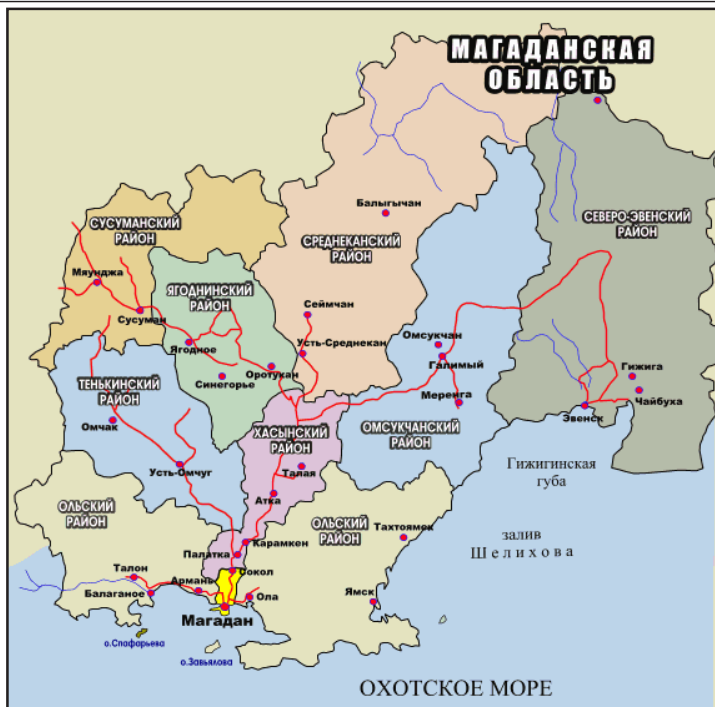 МАГАДАНСКАЯ
ОБЛАСТЬ
Балыгычан
СУСУМАНСКИЙ
РАЙОН
СЕВЕРО-ЭВЕНСКИЙ
РАЙОН
СРЕДНЕКАНСКИЙ
РАЙОН
Мяунджа
ЯГОДНИНСКИЙ
РАЙОН
Сеймчан
Сусуман
Омсукчан
Ягодное
Усть-Среднекан
Галимый
Оротукан
Гижига
ТЕНЬКИНСКИЙ
РАЙОН
Синегорье
Меренга
Чайбуха
Омчак
ХАСЫНСКИЙ
РАЙОН
ОМСУКЧАНСКИЙ
РАЙОН
Эвенск
Усть-Омчуг
Талая
Гижигинская
губа
Атка
ОЛЬСКИЙ
РАЙОН
ОЛЬСКИЙ
РАЙОН
Тахтоямск
залив
Шелихова
Карамкен
Палатка
Сокол
Талон
Армань
Балаганое
Ола
Ямск
Магадан
о.Спафарьева
о.Завьялова
ОХОТСКОЕ МОРЕ